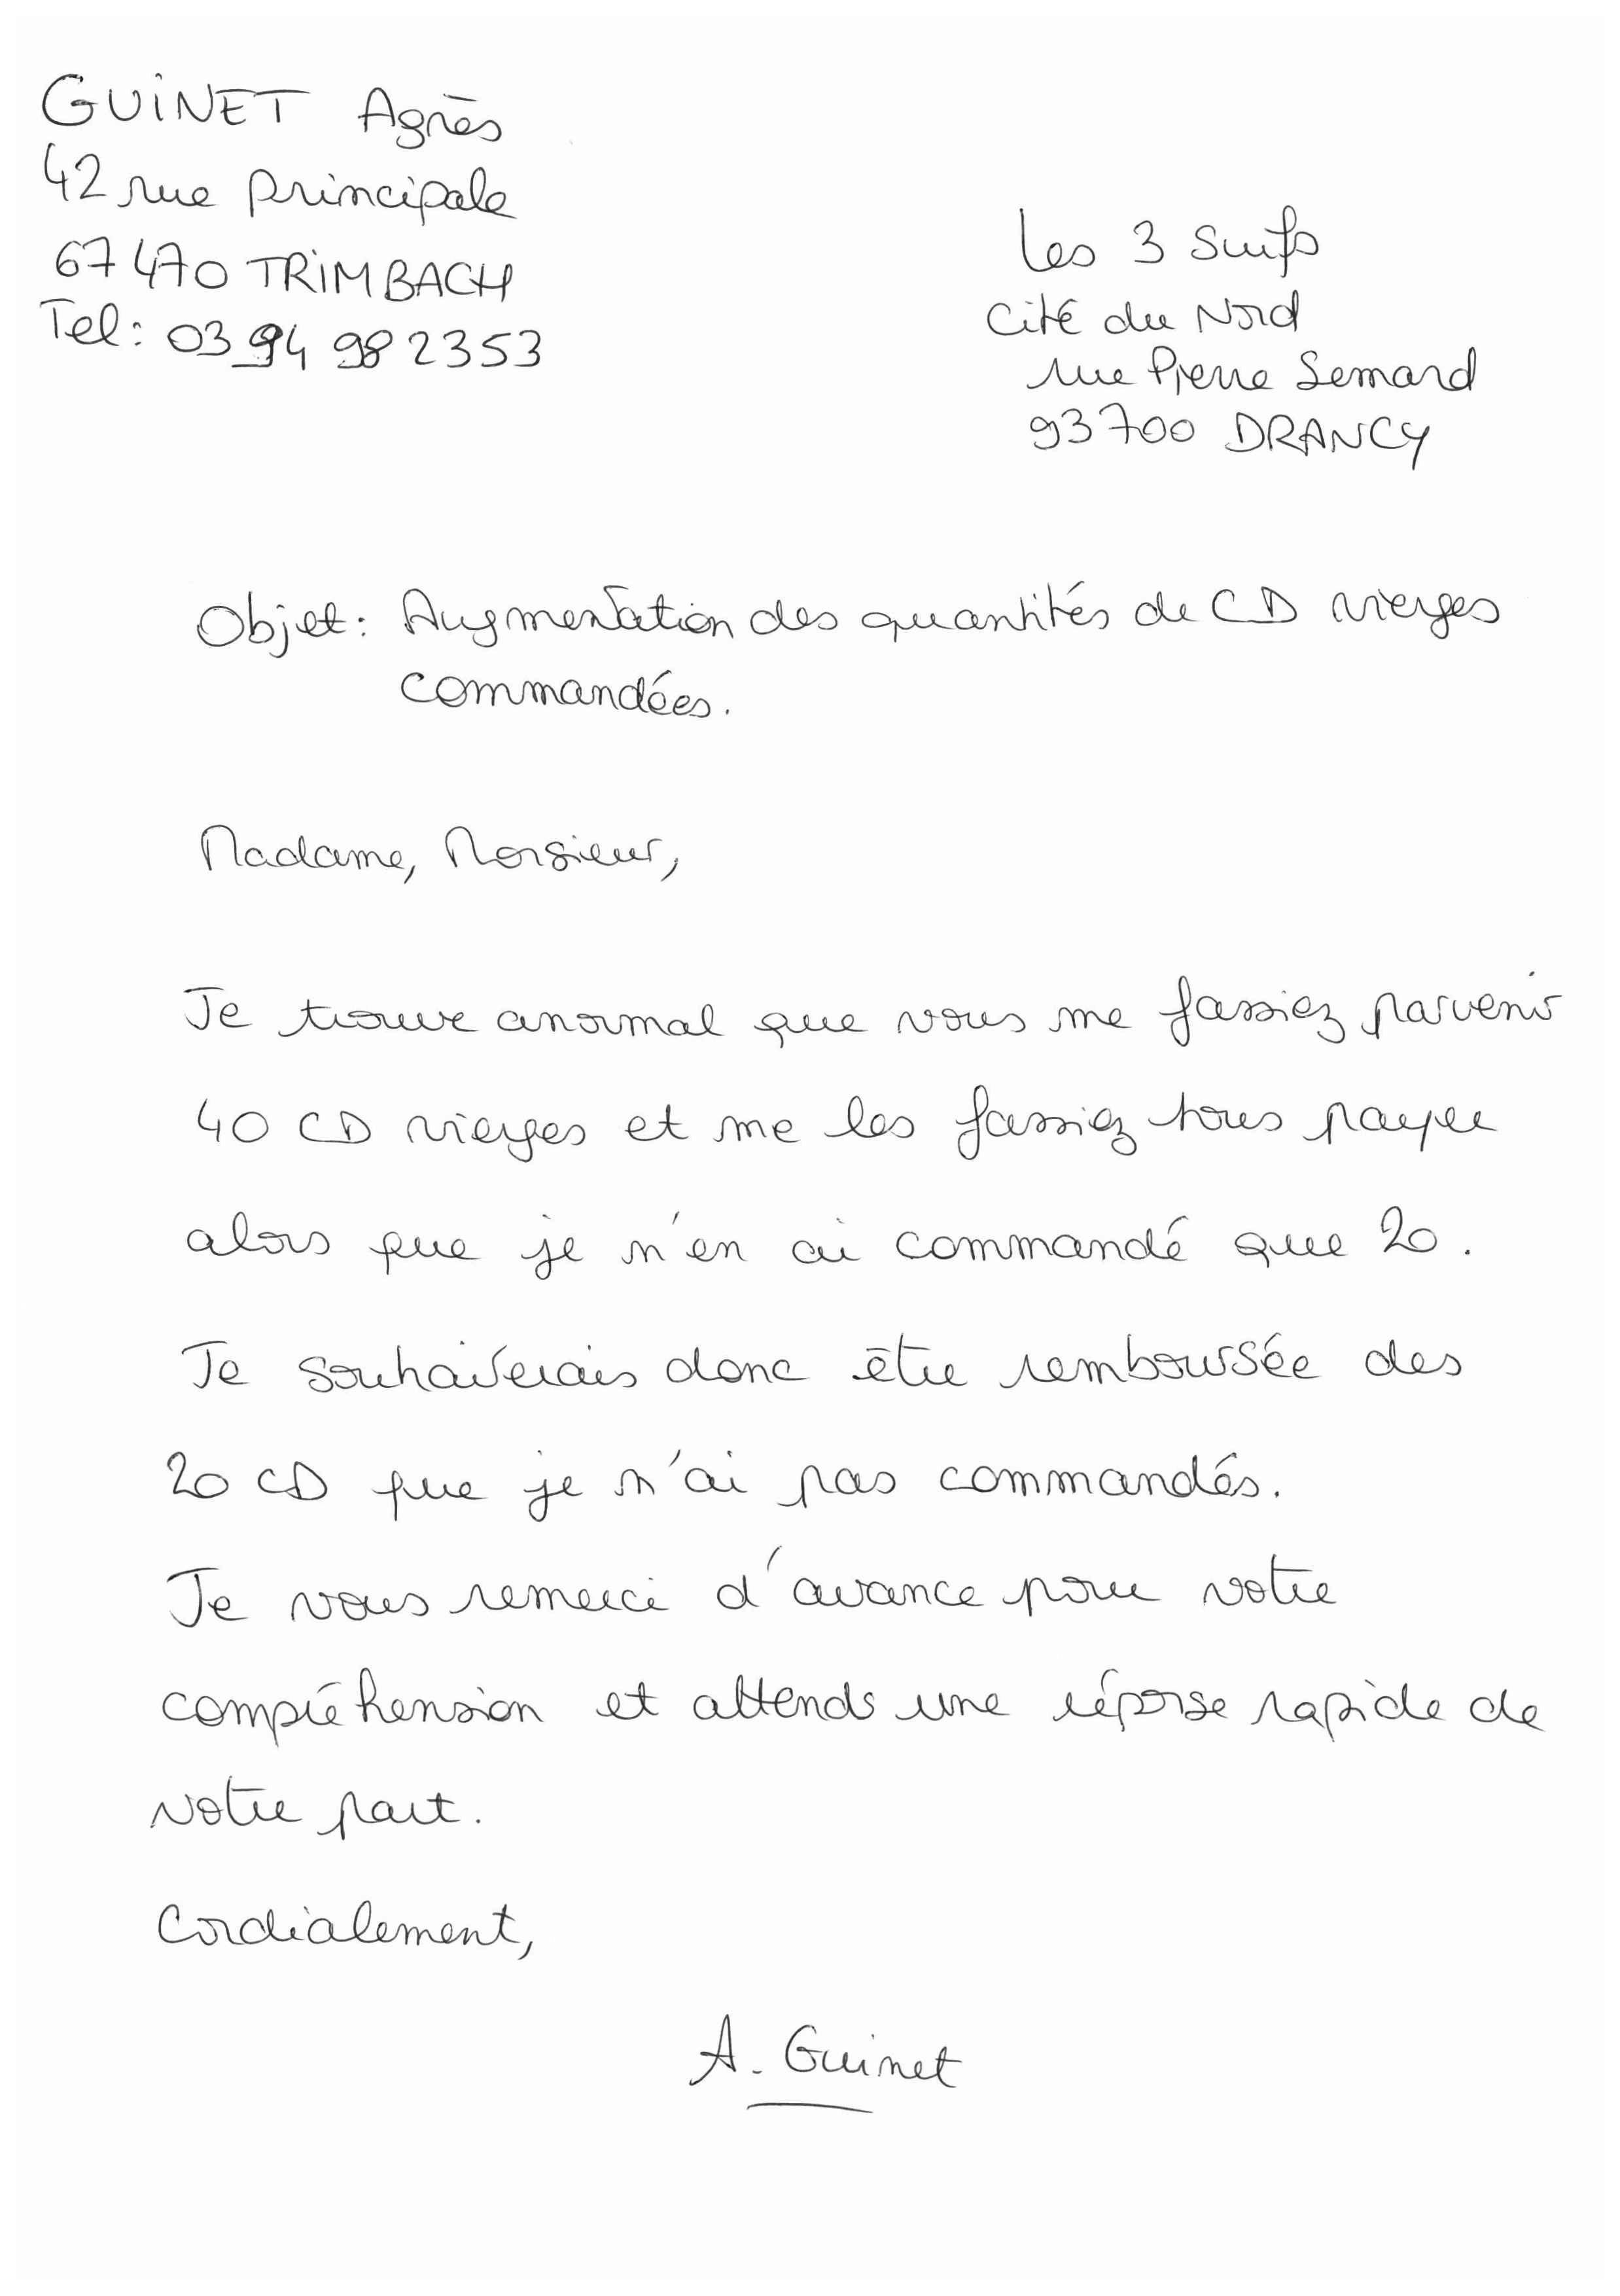 GUINET Agnès
42 rue principale
67470 TRIMBACH
Tel: 03 94 98 23 53
Les 3 Suifs
Cité du Nord
rue Pierre Semard
93700 DRANCY
Objet: Augmentation des quantités de CD vierges
commandées.
Madame, Monsieur,
Je trouve anormal que vous me fassiez parvenir
40 CD vierges et me les fassiez tous payer
alors que je n'en ai commandé que 20.
Je souhaiterais donc être remboursée des
20 CD que je n'ai pas commandés.
Je vous remerci d'avance pour votre
compréhension et attends une réponse rapide de
votre part.
Cordialement,
A. Guinet